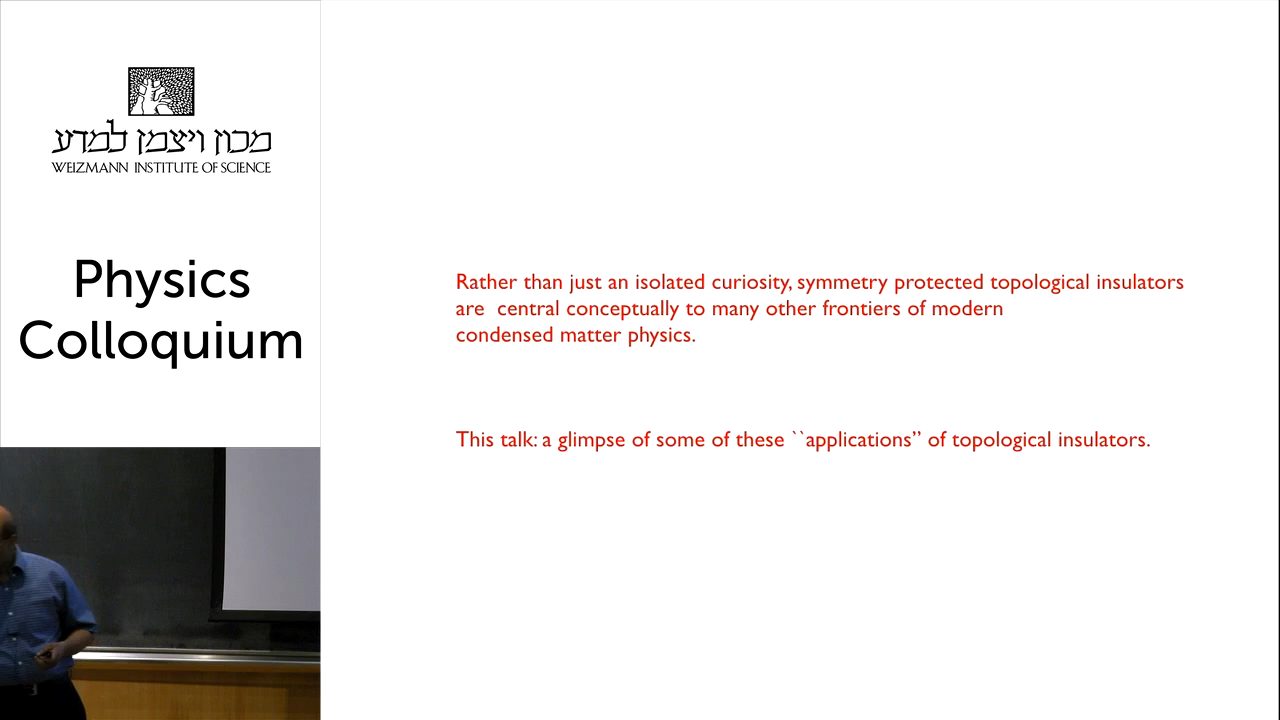 מכון ויצמן למדע
WEIZMANN INSTITUTE OF SCIENCE
Physics
Colloquium
Rather than just an isolated curiosity, symmetry protected topological insulators
are central conceptually to many other frontiers of modern
condensed matter physics.
This talk: a glimpse of some of these ``applications” of topological insulators.